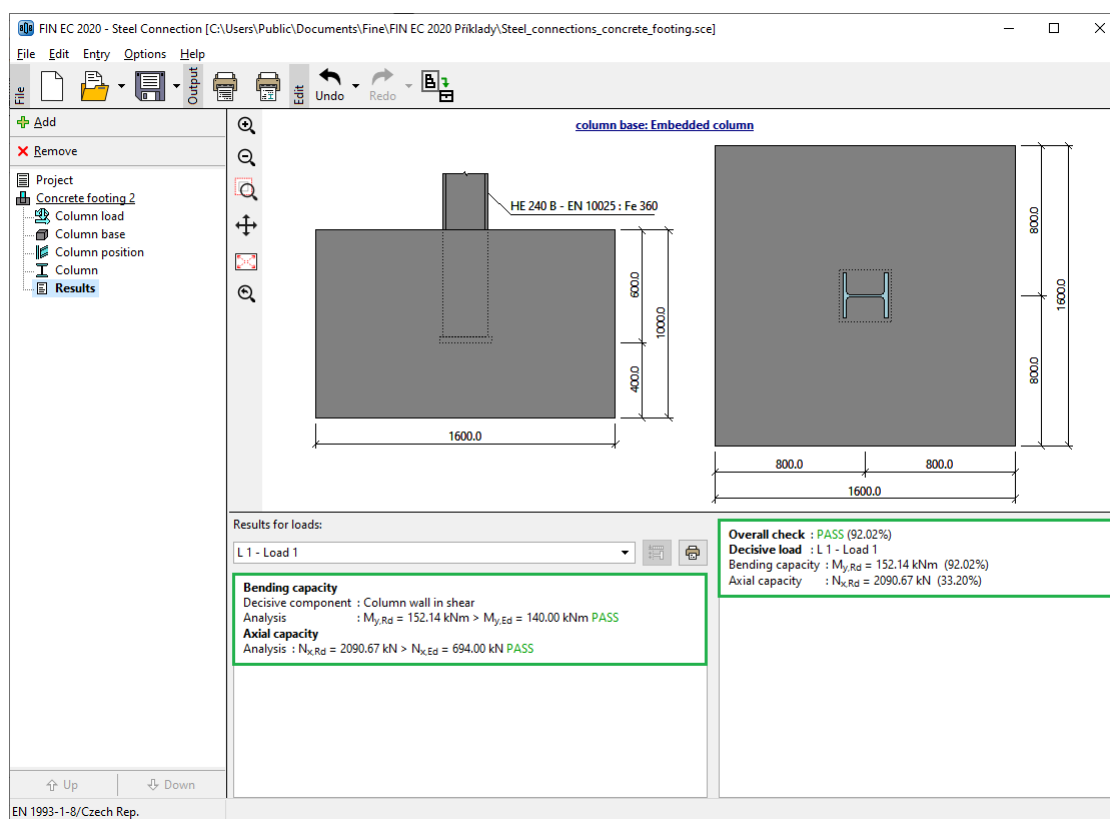 FIN EC 2020 - Steel Connection [C:\Users\Public\Documents\Fine\FIN EC 2020 Příklady\Steel_connections_concrete_footing.sce]
File Edit Entry Options Help
File
Output
Edit
Undo
Redo
Add
Remove
Project
Concrete footing 2
Column load
Column base
Column position
Column
Results
column base: Embedded column
HE 240 B - EN 10025 : Fe 360
600.0
1000.0
400.0
1600.0
800.0
1600.0
800.0
800.0 800.0
1600.0
Results for loads:
L 1 - Load 1
Bending capacity
Decisive component : Column wall in shear
Analysis : My,Rd = 152.14 kNm > My,Ed = 140.00 kNm PASS
Axial capacity
Analysis : Nx,Rd = 2090.67 kN > Nx,Ed = 694.00 kN PASS
Overall check : PASS (92.02%)
Decisive load : L 1 - Load 1
Bending capacity : My,Rd = 152.14 kNm (92.02%)
Axial capacity : Nx,Rd = 2090.67 kN (33.20%)
Up Down
EN 1993-1-8/Czech Rep.